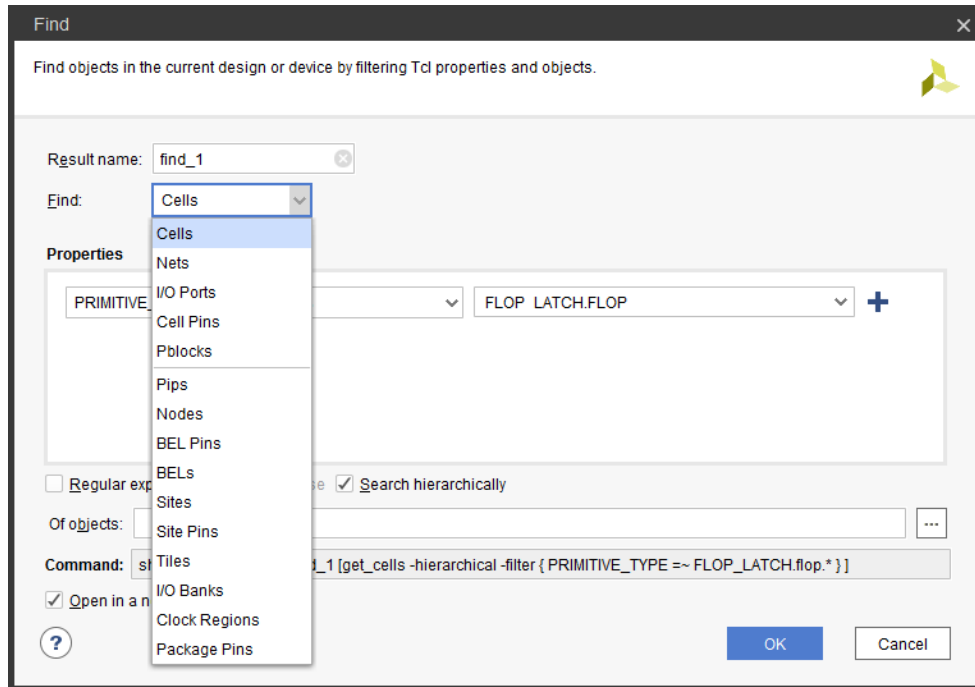 Find
Find objects in the current design or device by filtering Tcl properties and objects.
Result name: find_1
Find: Cells
Cells
Properties
Nets
I/O Ports
PRIMITIVE_ FLOP_LATCH.FLOP
Cell Pins
Pblocks
Pips
Nodes
BEL Pins
BELs
Regular exp se Search hierarchically
Sites
Of objects: ...
Site Pins
Tiles
Command: sh d_1 [get_cells -hierarchical -filter { PRIMITIVE_TYPE =~ FLOP_LATCH.flop.* } ]
I/O Banks
Open in a n
Clock Regions
Package Pins
? OK Cancel